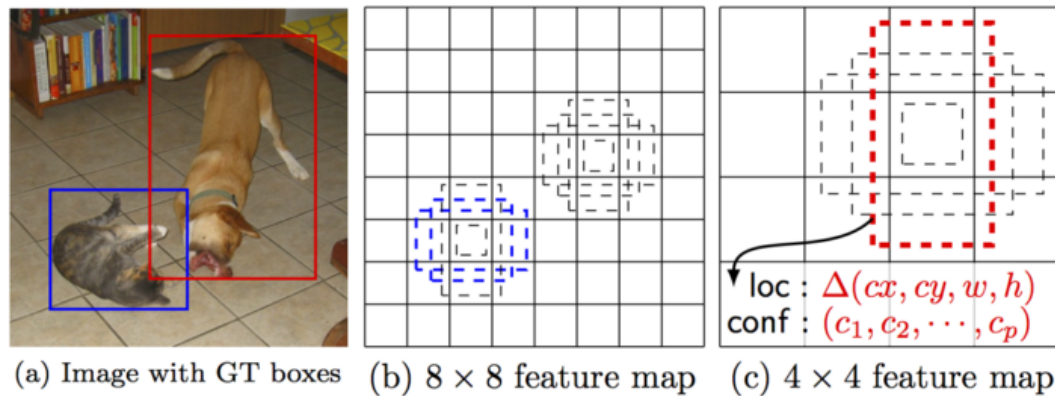 loc : Δ(cx, cy, w, h)
conf : (c₁, c₂, ⋯, cₚ)
(a) Image with GT boxes
(b) 8 × 8 feature map
(c) 4 × 4 feature map